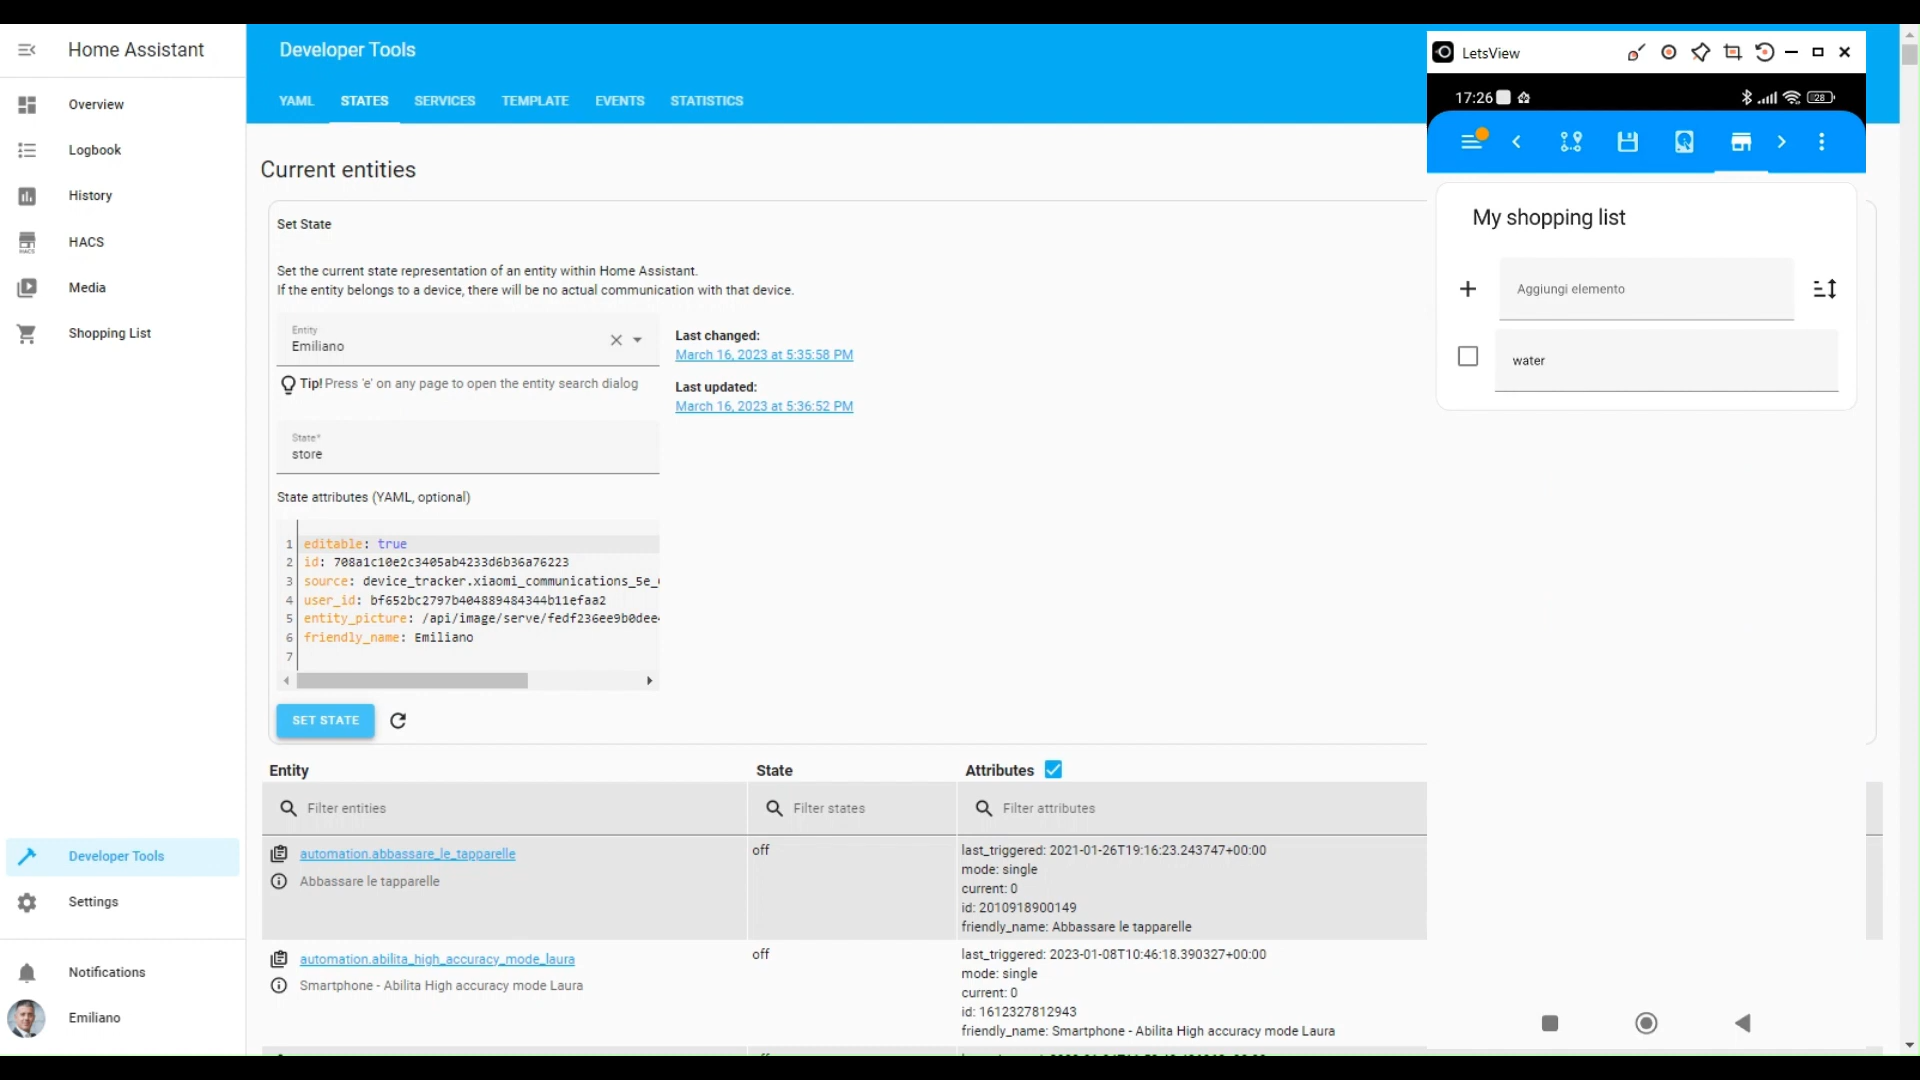 Home Assistant
Overview
Logbook
History
HACS
HACS
Media
Shopping List
Developer Tools
Settings
Notifications
Emiliano
Developer Tools
YAML
STATES
SERVICES
TEMPLATE
EVENTS
STATISTICS
Current entities
Set State
Set the current state representation of an entity within Home Assistant.
If the entity belongs to a device, there will be no actual communication with that device.
Entity
Emiliano
Tip! Press 'e' on any page to open the entity search dialog
Last changed:
March 16, 2023 at 5:35:58 PM
Last updated:
March 16, 2023 at 5:36:52 PM
State*
store
State attributes (YAML, optional)
1 editable: true
2 id: 708a1c10e2c3405ab4233d6b36a76223
3 source: device_tracker.xiaomi_communications_5e_
4 user_id: bf652bc2797b404889484344b11efaa2
5 entity_picture: /api/image/serve/fedf236ee9b0dee
6 friendly_name: Emiliano
7
SET STATE
Entity
State
Attributes
Filter entities
Filter states
Filter attributes
automation.abbassare_le_tapparelle
Abbassare le tapparelle
off
last_triggered: 2021-01-26T19:16:23.243747+00:00
mode: single
current: 0
id: 2010918900149
friendly_name: Abbassare le tapparelle
automation.abilita_high_accuracy_mode_laura
Smartphone - Abilita High accuracy mode Laura
off
last_triggered: 2023-01-08T10:46:18.390327+00:00
mode: single
current: 0
id: 1612327812943
friendly_name: Smartphone - Abilita High accuracy mode Laura
LetsView
17:26
28
My shopping list
Aggiungi elemento
water